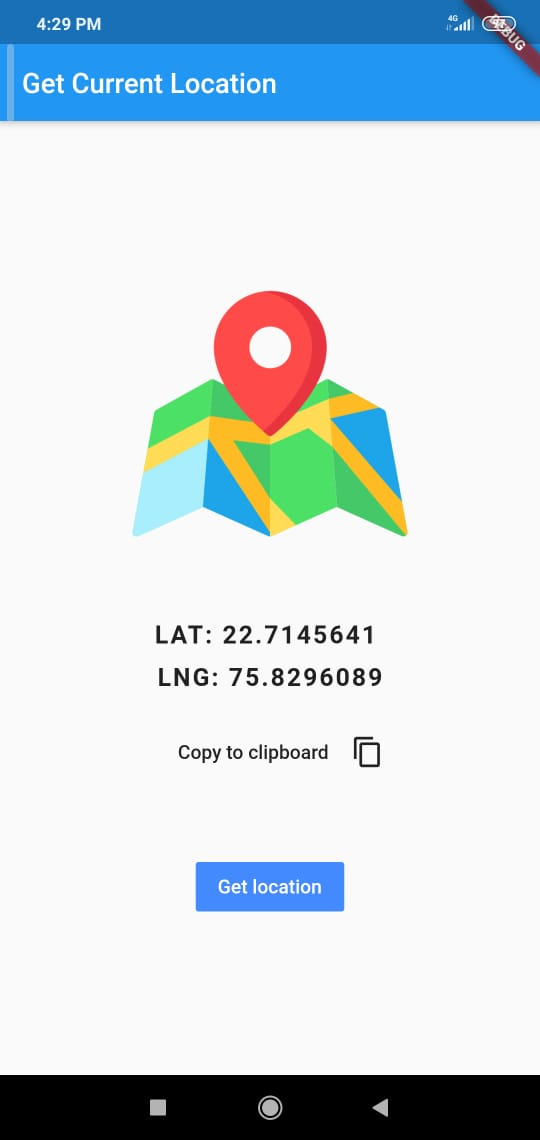 4:29 PM
4G
DEBUG
Get Current Location
LAT: 22.7145641
LNG: 75.8296089
Copy to clipboard
Get location